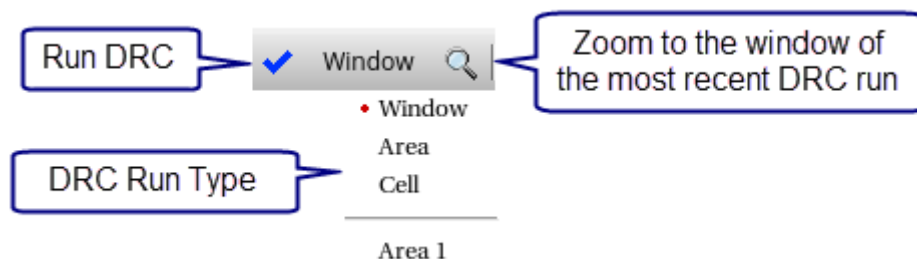 Run DRC
Window
Zoom to the window of
the most recent DRC run
Window
Area
Cell
DRC Run Type
Area 1